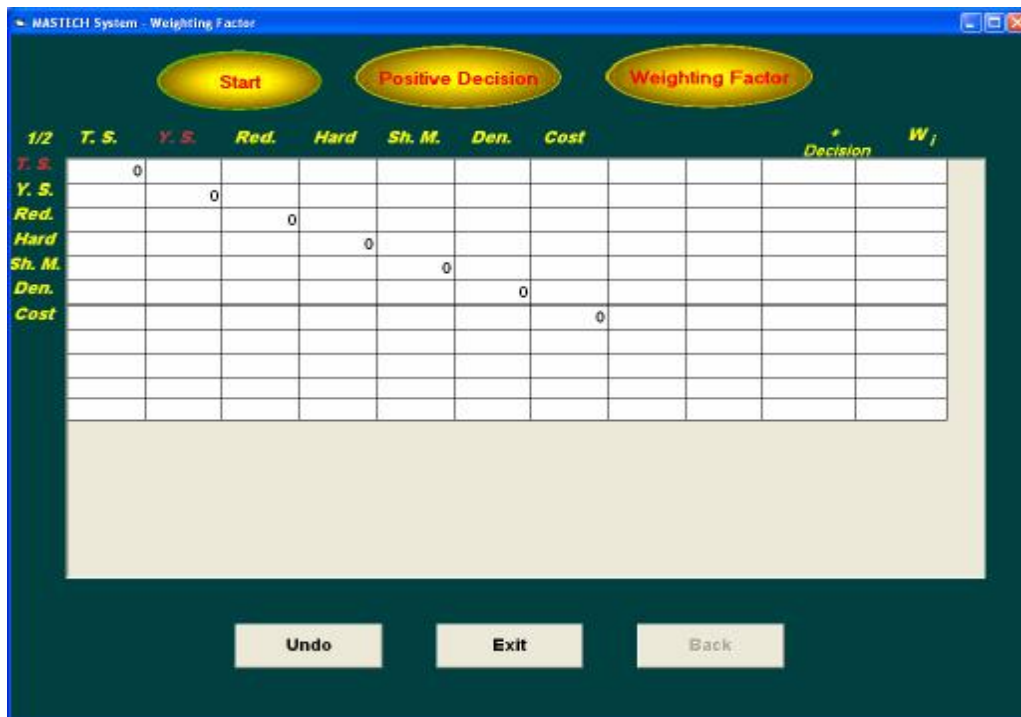 MASTECH System - Weighting Factor
Start Positive Decision Weighting Factor
1/2 T. S. Y. S. Red. Hard Sh. M. Den. Cost + Decision W i
T. S. 0
Y. S. 0
Red. 0
Hard 0
Sh. M. 0
Den. 0
Cost 0
Undo Exit Back